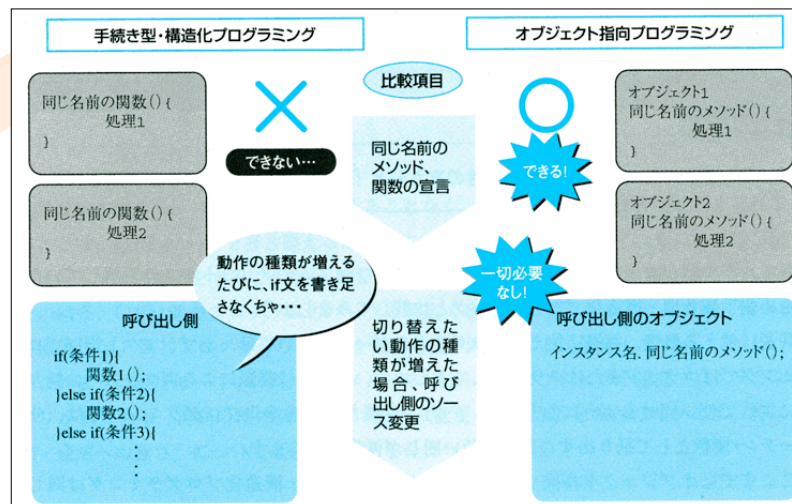 手続き型・構造化プログラミング
オブジェクト指向プログラミング
比較項目
同じ名前の関数() {
処理1
}
できない…
同じ名前の
メソッド、
関数の宣言
できる!
オブジェクト1
同じ名前のメソッド() {
処理1
}
同じ名前の関数() {
処理2
}
オブジェクト2
同じ名前のメソッド() {
処理2
}
動作の種類が増える
たびに、if文を書き足
さなくちゃ・・・
一切必要
なし!
呼び出し側
if(条件1){
関数1();
}else if(条件2){
関数2();
}else if(条件3){
・
・
・
・
切り替えた
い動作の種
類が増えた
場合、呼び
出し側のソー
ス変更
呼び出し側のオブジェクト
インスタンス名. 同じ名前のメソッド();